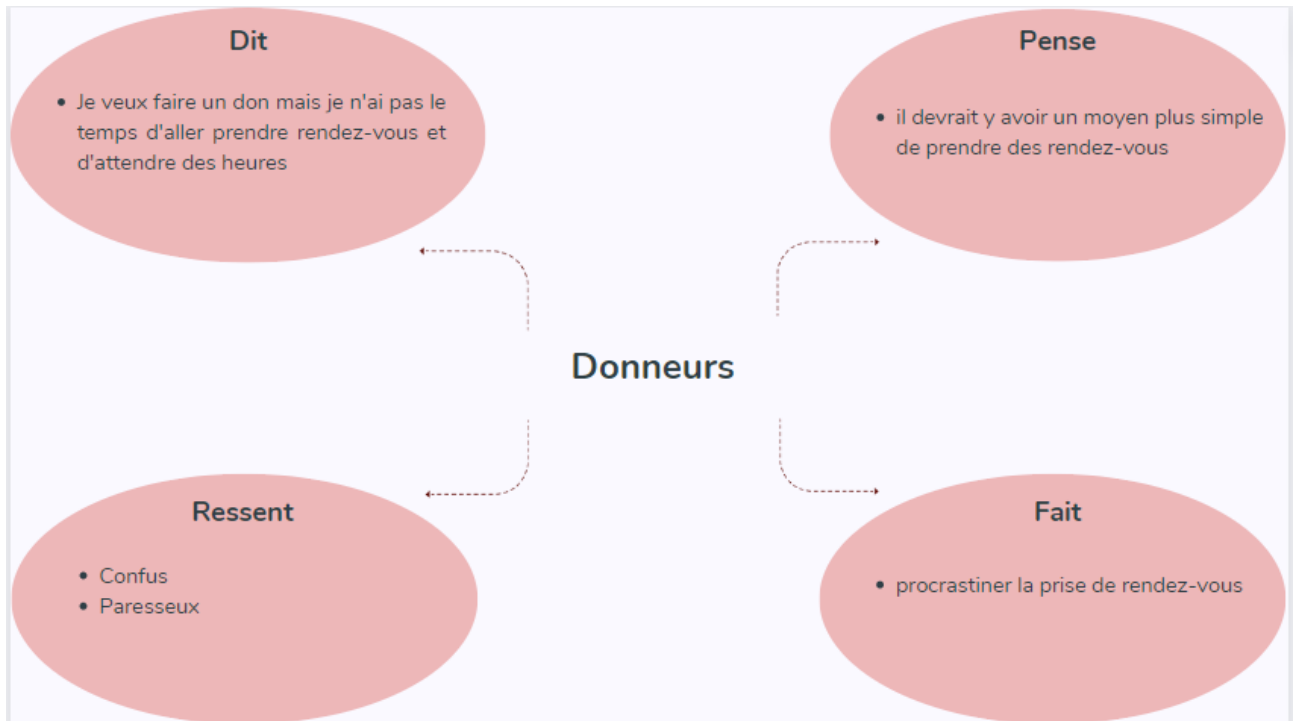 Dit
• Je veux faire un don mais je n'ai pas le
temps d'aller prendre rendez-vous et
d'attendre des heures
Pense
• il devrait y avoir un moyen plus simple
de prendre des rendez-vous
Donneurs
Ressent
• Confus
• Paresseux
Fait
• procrastiner la prise de rendez-vous